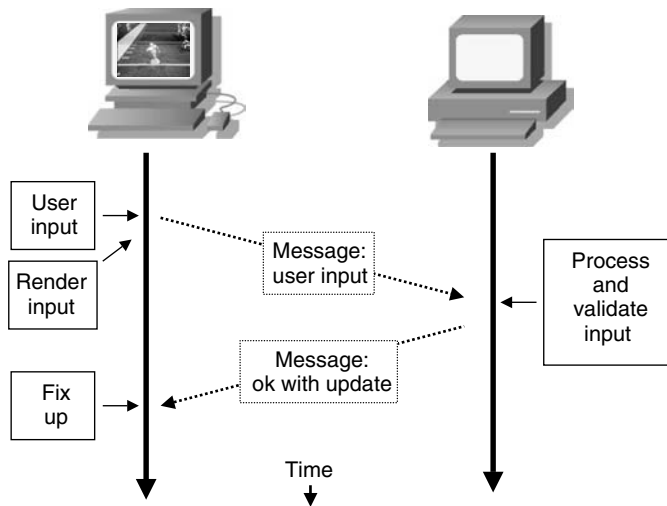 User
input
Render
input
Message:
user input
Process
and
validate
input
Message:
ok with update
Fix
up
Time